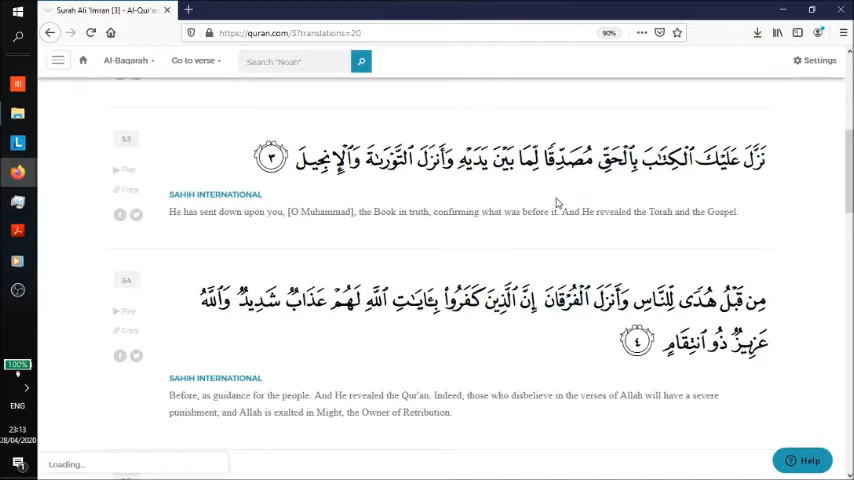 Surah Ali 'Imran [3] - Al-Qur'an
https://quran.com/3?translations=20
90%
Al-Baqarah
Go to verse
Search "Noah"
Settings
3:3
نَزَّلَ عَلَيْكَ ٱلْكِتَٰبَ بِٱلْحَقِّ مُصَدِّقًا لِّمَا بَيْنَ يَدَيْهِ وَأَنزَلَ ٱلتَّوْرَىٰةَ وَٱلْإِنجِيلَ ٣
Play
Copy
SAHIH INTERNATIONAL
He has sent down upon you, [O Muhammad], the Book in truth, confirming what was before it. And He revealed the Torah and the Gospel.
3:4
مِن قَبْلُ هُدًى لِّلنَّاسِ وَأَنزَلَ ٱلْفُرْقَانَ إِنَّ ٱلَّذِينَ كَفَرُوا۟ بِـَٔايَٰتِ ٱللَّهِ لَهُمْ عَذَابٌ شَدِيدٌ وَٱللَّهُ
عَزِيزٌ ذُو ٱنتِقَامٍ ٤
Play
Copy
SAHIH INTERNATIONAL
Before, as guidance for the people. And He revealed the Qur'an. Indeed, those who disbelieve in the verses of Allah will have a severe
punishment, and Allah is exalted in Might, the Owner of Retribution.
100%
ENG
23:13
28/04/2020
Loading...
Help